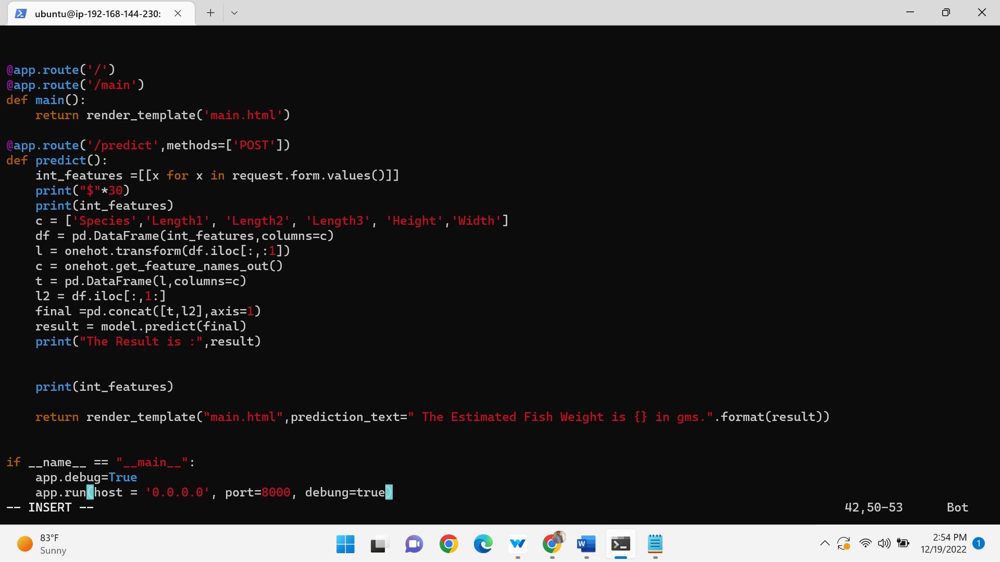 ubuntu@ip-192-168-144-230:
@app.route('/')
@app.route('/main')
def main():
    return render_template('main.html')
@app.route('/predict',methods=['POST'])
def predict():
    int_features =[[x for x in request.form.values()]]
    print("$"*30)
    print(int_features)
    c = ['Species','Length1', 'Length2', 'Length3', 'Height','Width']
    df = pd.DataFrame(int_features,columns=c)
    l = onehot.transform(df.iloc[:,:1])
    c = onehot.get_feature_names_out()
    t = pd.DataFrame(l,columns=c)
    l2 = df.iloc[:,1:]
    final =pd.concat([t,l2],axis=1)
    result = model.predict(final)
    print("The Result is :",result)
    print(int_features)
    return render_template("main.html",prediction_text=" The Estimated Fish Weight is {} in gms.".format(result))
if __name__ == "__main__":
    app.debug=True
    app.run(host = '0.0.0.0', port=8000, debung=true)
-- INSERT -- 42,50-53 Bot
83°F
Sunny
W
2:54 PM
12/19/2022
1